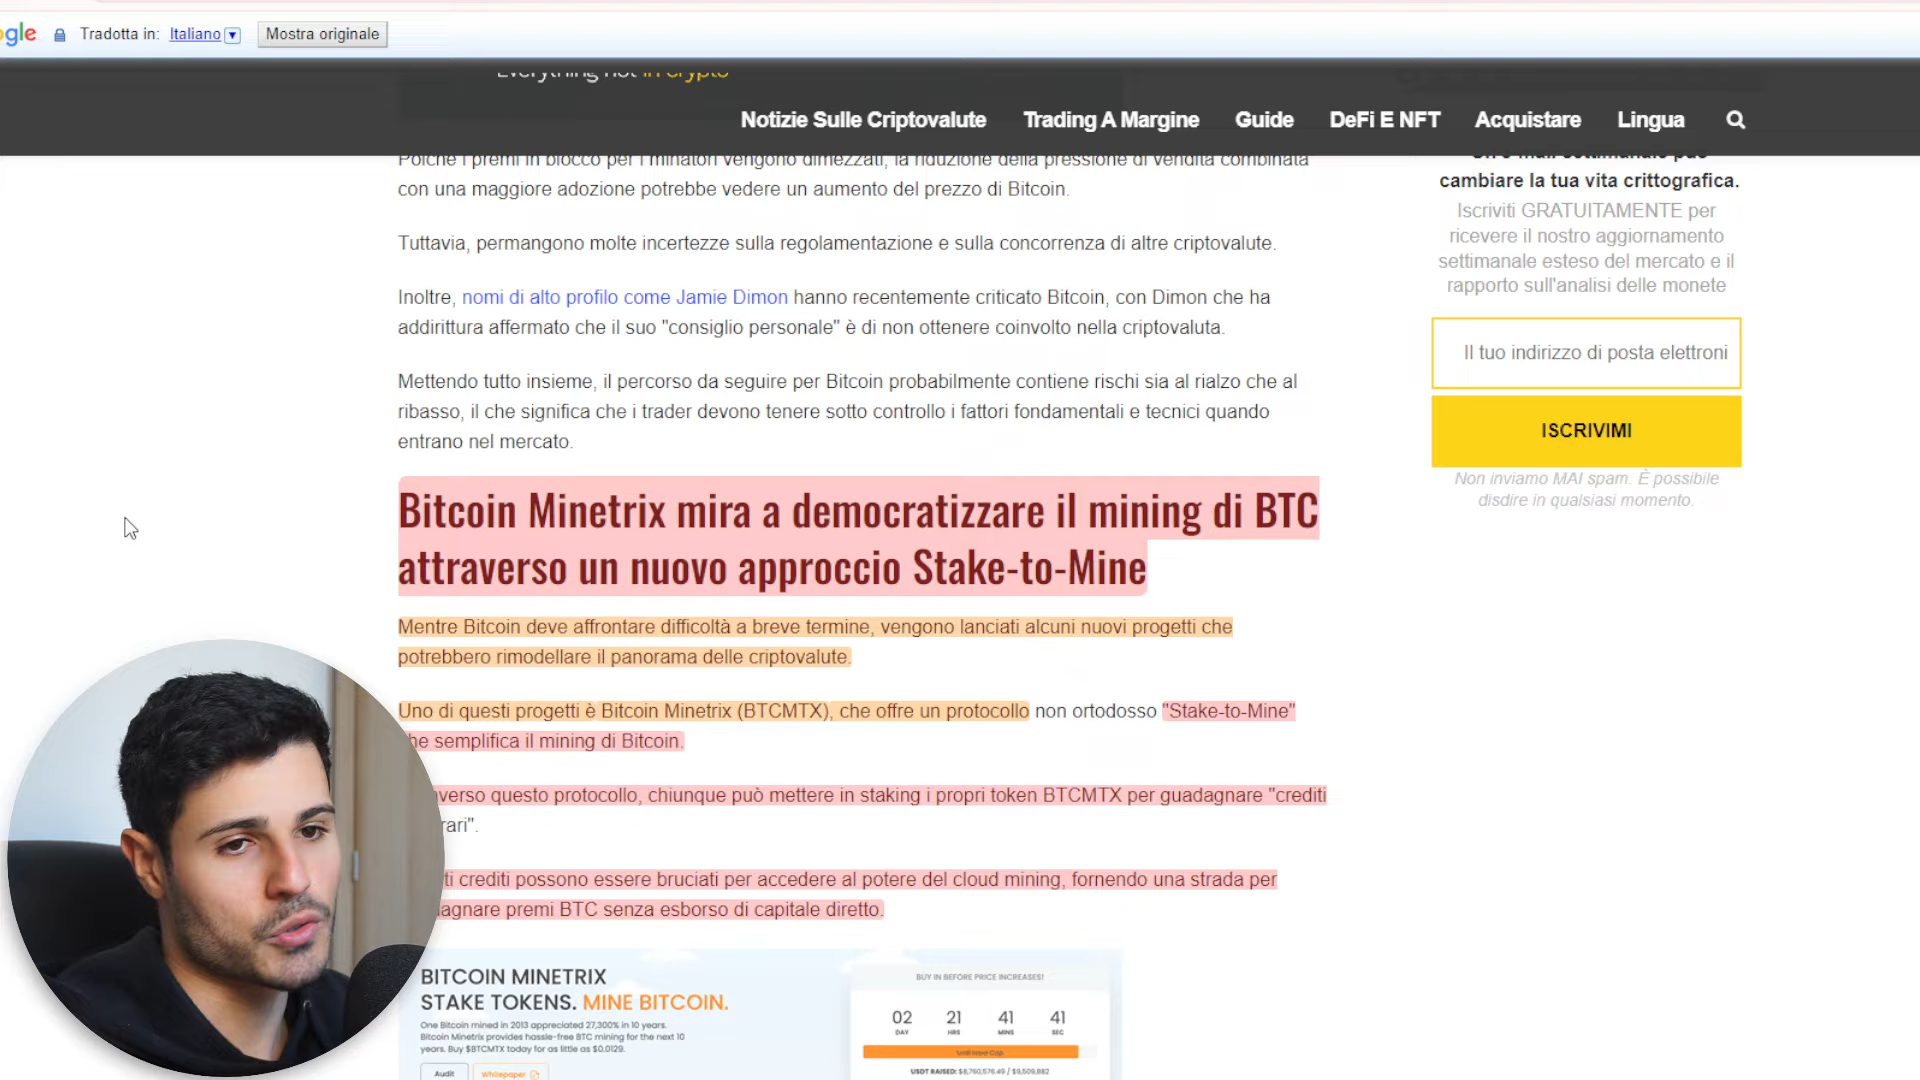 Tradotta in: Italiano Mostra originale
Everything hot in crypto
Notizie Sulle Criptovalute Trading A Margine Guide DeFi E NFT Acquistare Lingua
Poiché i premi in blocco per i minatori vengono dimezzati, la riduzione della pressione di vendita combinata
con una maggiore adozione potrebbe vedere un aumento del prezzo di Bitcoin.
Tuttavia, permangono molte incertezze sulla regolamentazione e sulla concorrenza di altre criptovalute.
Inoltre, nomi di alto profilo come Jamie Dimon hanno recentemente criticato Bitcoin, con Dimon che ha
addirittura affermato che il suo "consiglio personale" è di non ottenere coinvolto nella criptovaluta.
Mettendo tutto insieme, il percorso da seguire per Bitcoin probabilmente contiene rischi sia al rialzo che al
ribasso, il che significa che i trader devono tenere sotto controllo i fattori fondamentali e tecnici quando
entrano nel mercato.
Bitcoin Minetrix mira a democratizzare il mining di BTC
attraverso un nuovo approccio Stake-to-Mine
Mentre Bitcoin deve affrontare difficoltà a breve termine, vengono lanciati alcuni nuovi progetti che
potrebbero rimodellare il panorama delle criptovalute.
Uno di questi progetti è Bitcoin Minetrix (BTCMTX), che offre un protocollo non ortodosso "Stake-to-Mine"
he semplifica il mining di Bitcoin.
verso questo protocollo, chiunque può mettere in staking i propri token BTCMTX per guadagnare "crediti
rari".
ti crediti possono essere bruciati per accedere al potere del cloud mining, fornendo una strada per
agnare premi BTC senza esborso di capitale diretto.
BITCOIN MINETRIX
STAKE TOKENS. MINE BITCOIN.
One Bitcoin mined in 2013 appreciated 27,300% in 10 years.
Bitcoin Minetrix provides hassle-free BTC mining for the next 10
years. Buy $BTCMTX today for as little as $0.0129.
Audit Whitepaper
BUY IN BEFORE PRICE INCREASES!
02 21 41 41
DAY HRS MINS SEC
USDT RAISED: $8,760,576.49 / $9,509,882
cambiare la tua vita crittografica.
Iscriviti GRATUITAMENTE per
ricevere il nostro aggiornamento
settimanale esteso del mercato e il
rapporto sull'analisi delle monete
Il tuo indirizzo di posta elettroni
ISCRIVIMI
Non inviamo MAI spam. È possibile
disdire in qualsiasi momento.